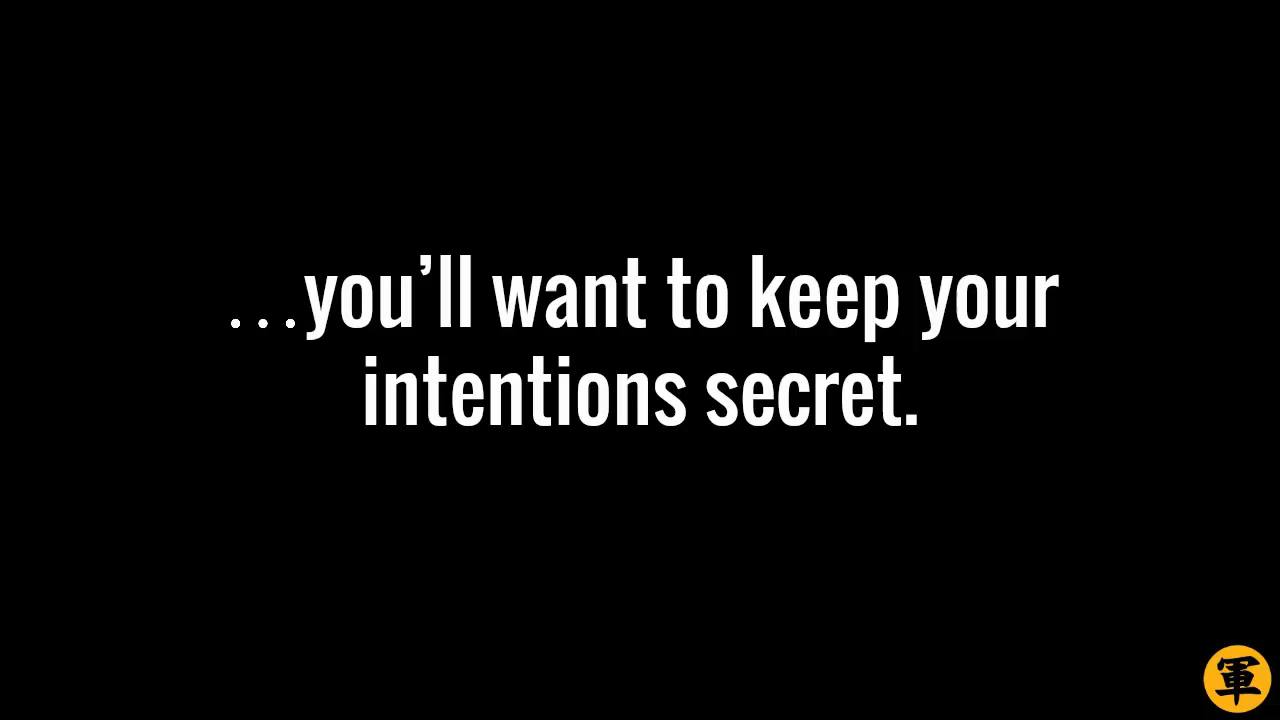 …you’ll want to keep your
intentions secret.
軍